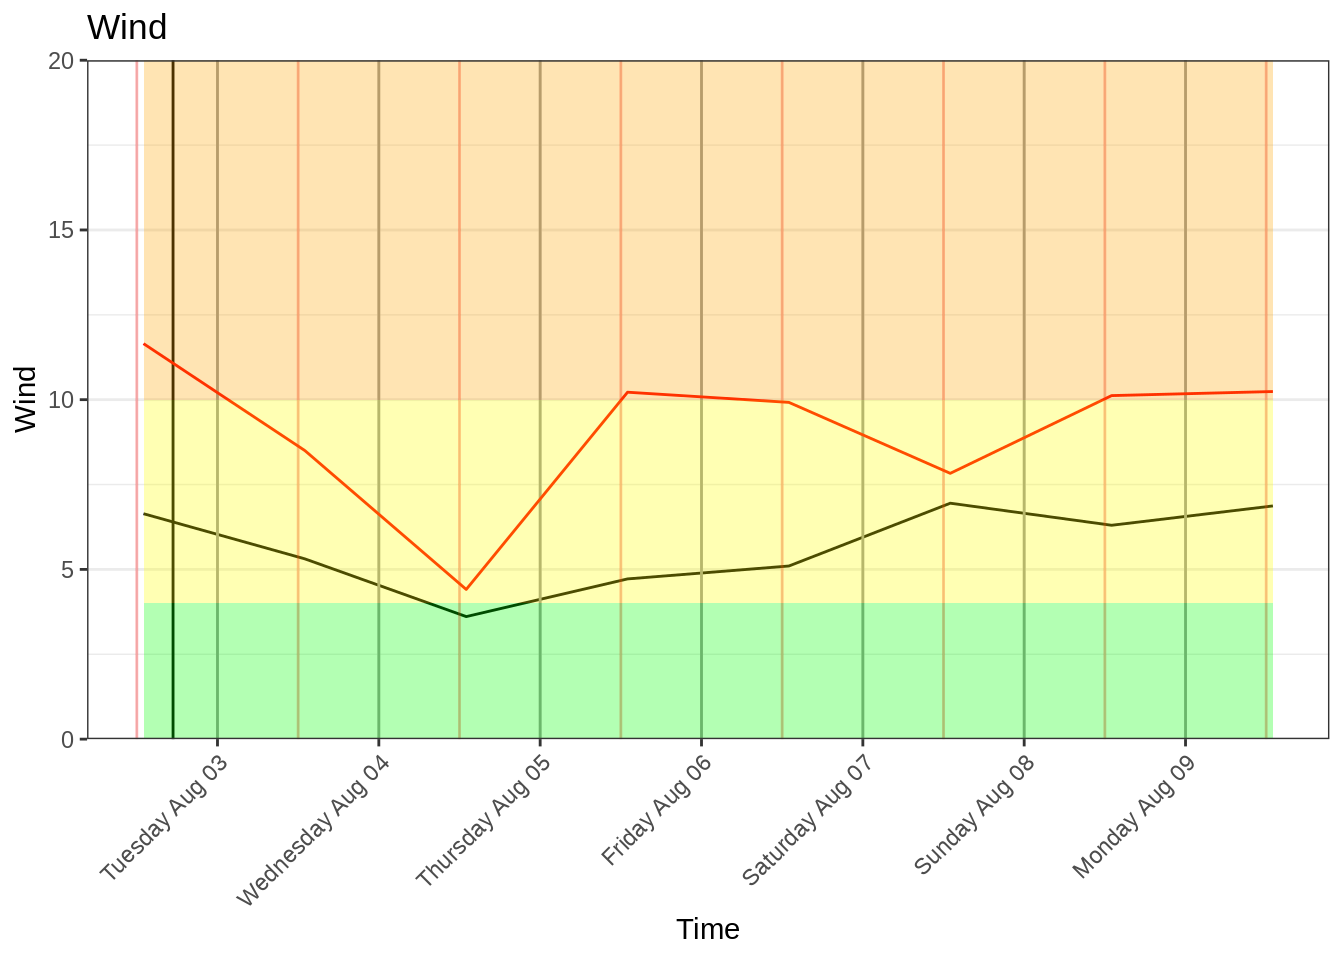 Wind
Wind
20
15
10
5
0
Tuesday Aug 03
Wednesday Aug 04
Thursday Aug 05
Friday Aug 06
Saturday Aug 07
Sunday Aug 08
Monday Aug 09
Time